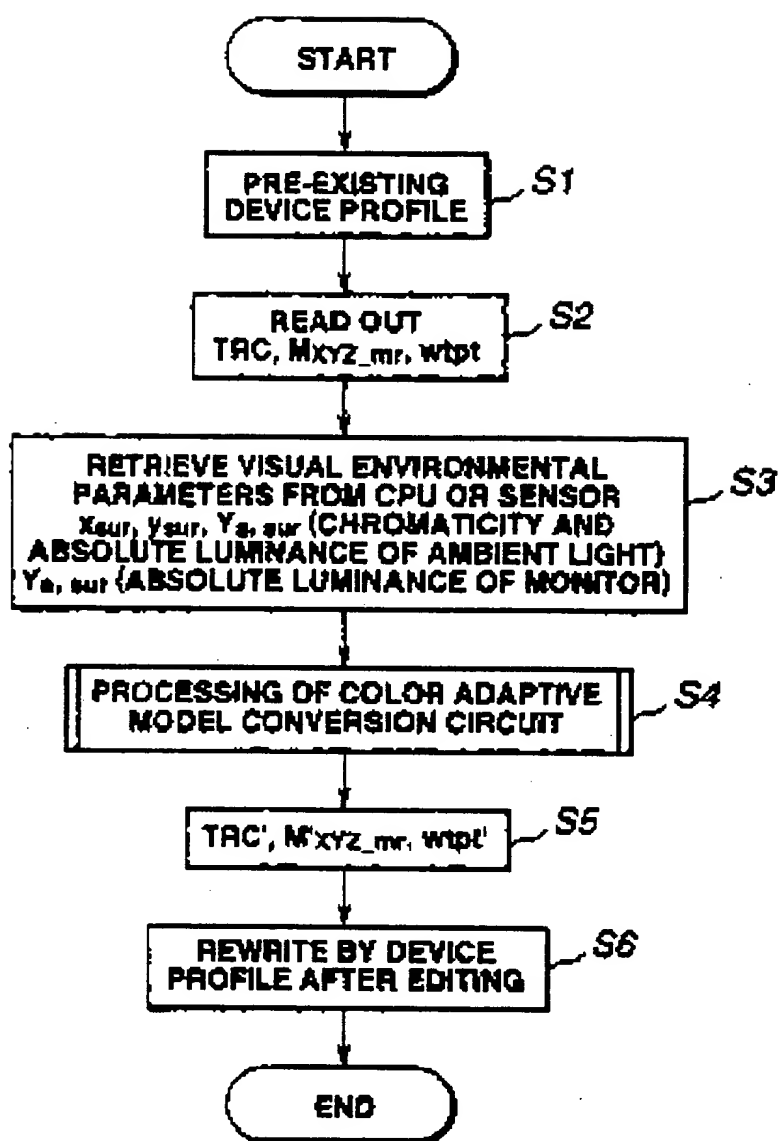 START
PRE-EXISTING
DEVICE PROFILE
S1
READ OUT
TRC, MXYZ_mr, wtpt
S2
RETRIEVE VISUAL ENVIRONMENTAL
PARAMETERS FROM CPU OR SENSOR
xsur, ysur, Ya, sur (CHROMATICITY AND
ABSOLUTE LUMINANCE OF AMBIENT LIGHT)
Ya, sur (ABSOLUTE LUMINANCE OF MONITOR)
S3
PROCESSING OF COLOR ADAPTIVE
MODEL CONVERSION CIRCUIT
S4
TRC', M'XYZ_mr, wtpt'
S5
REWRITE BY DEVICE
PROFILE AFTER EDITING
S6
END